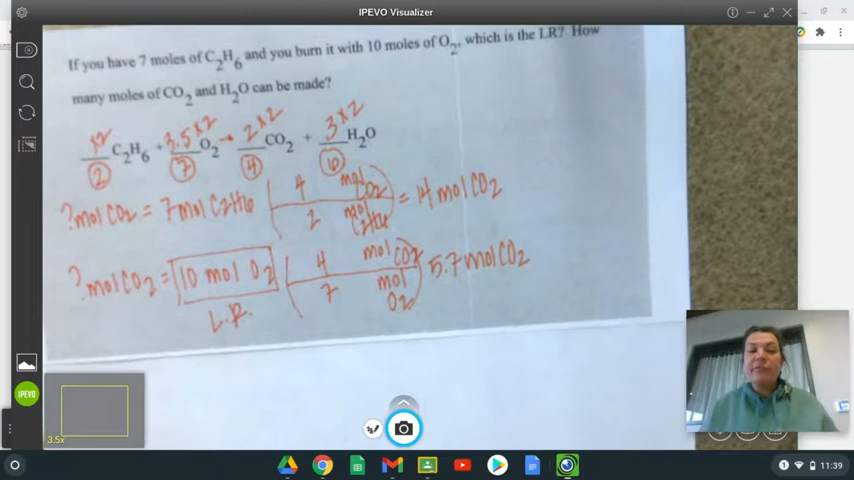 IPEVO Visualizer
If you have 7 moles of C2H6 and you burn it with 10 moles of O2, which is the LR? How
many moles of CO2 and H2O can be made?
x2 3.5x2 → 2x2 3x2
C2H6 + O2 CO2 + H2O
2 7 4 6
?mol CO2 = 7mol C2H6 ( 4 mol CO2 / 2 mol C2H6 ) = 14 mol CO2
?mol CO2 = 10 mol O2 ( 4 mol CO2 / 7 mol O2 ) 5.7 mol CO2
L.R.
IPEVO
3.5x
1 11:39